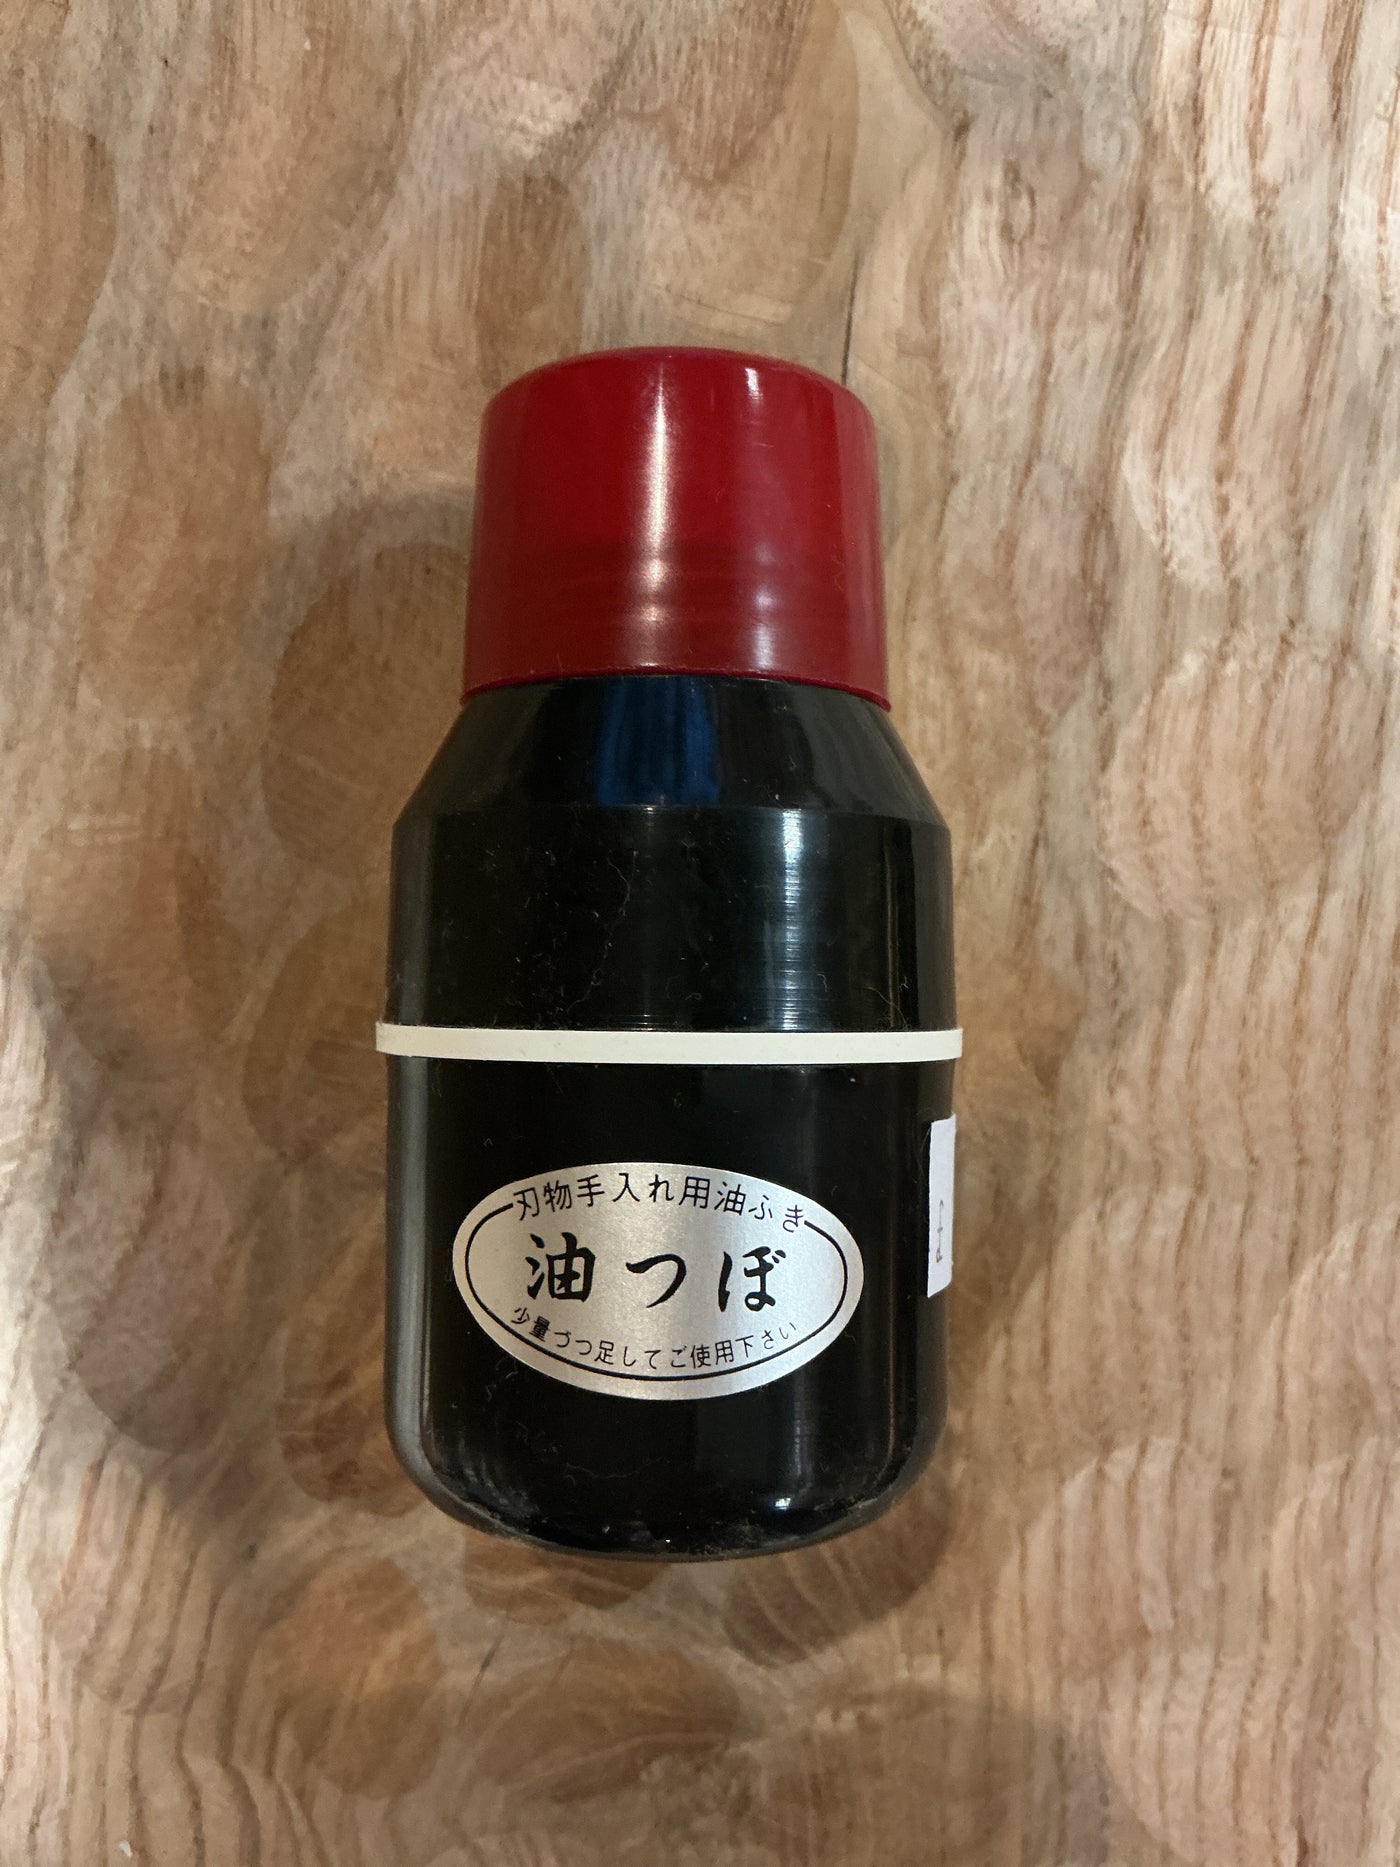 刃物手入れ用油ふき
油つぼ
少量づつ足してご使用下さい